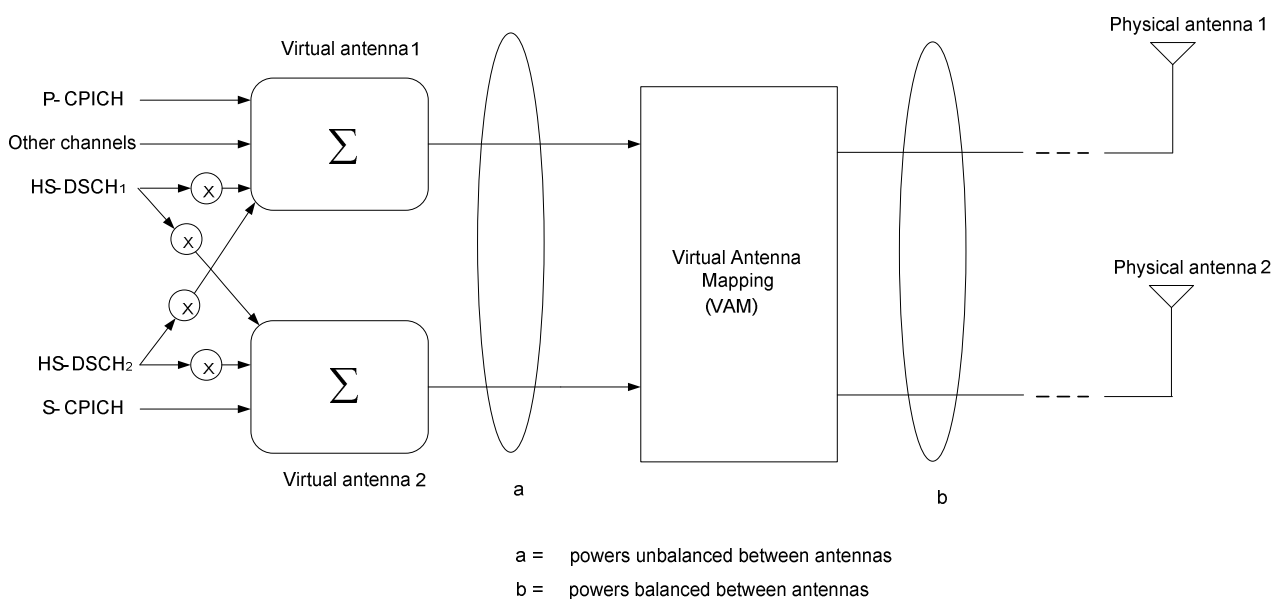 Physical antenna 1
Virtual antenna 1
P-CPICH
Other channels
HS-DSCH1
X
X
Σ
Physical antenna 2
Virtual Antenna
Mapping
(VAM)
X
HS-DSCH2
X
S-CPICH
Σ
Virtual antenna 2
a
b
a = powers unbalanced between antennas
b = powers balanced between antennas